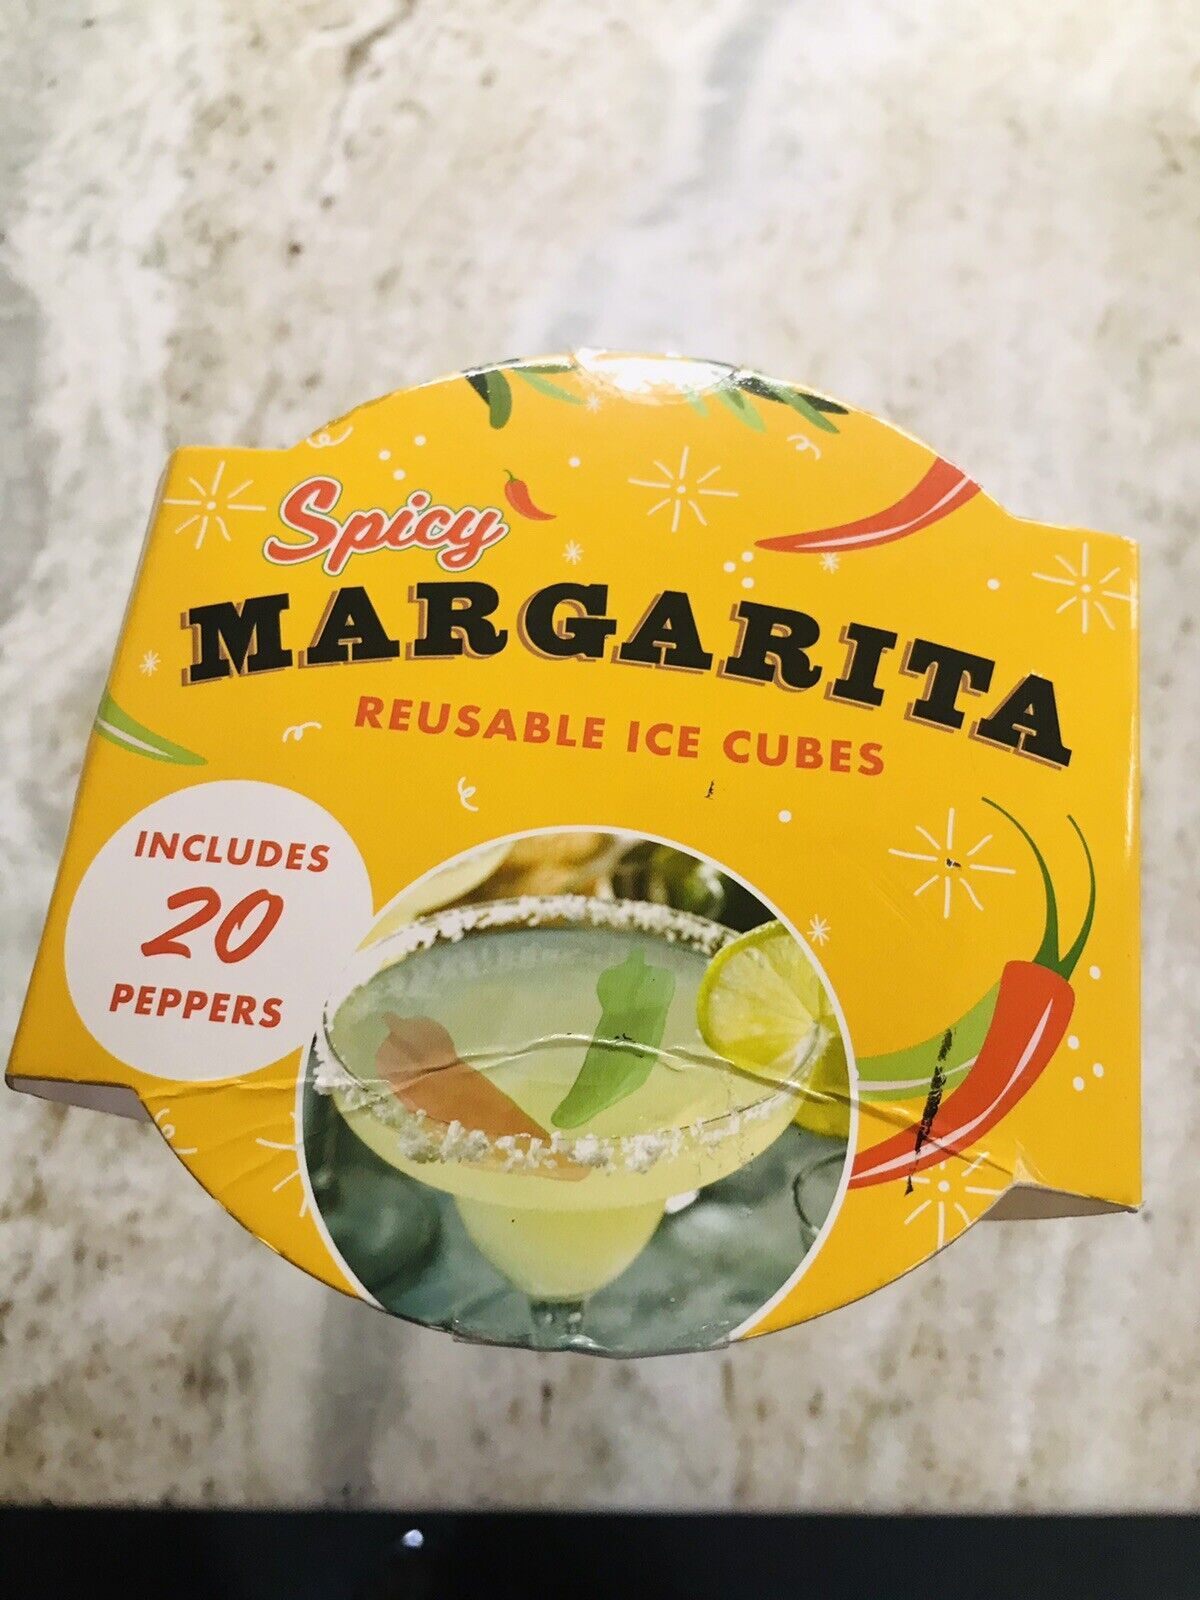 Spicy
MARGARITA
REUSABLE ICE CUBES
INCLUDES
20
PEPPERS